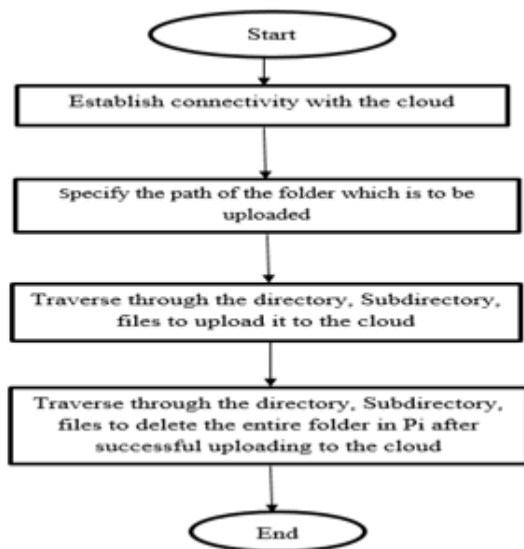 Start
Establish connectivity with the cloud
Specify the path of the folder which is to be
uploaded
Traverse through the directory, Subdirectory,
files to upload it to the cloud
Traverse through the directory, Subdirectory,
files to delete the entire folder in Pi after
successful uploading to the cloud
End